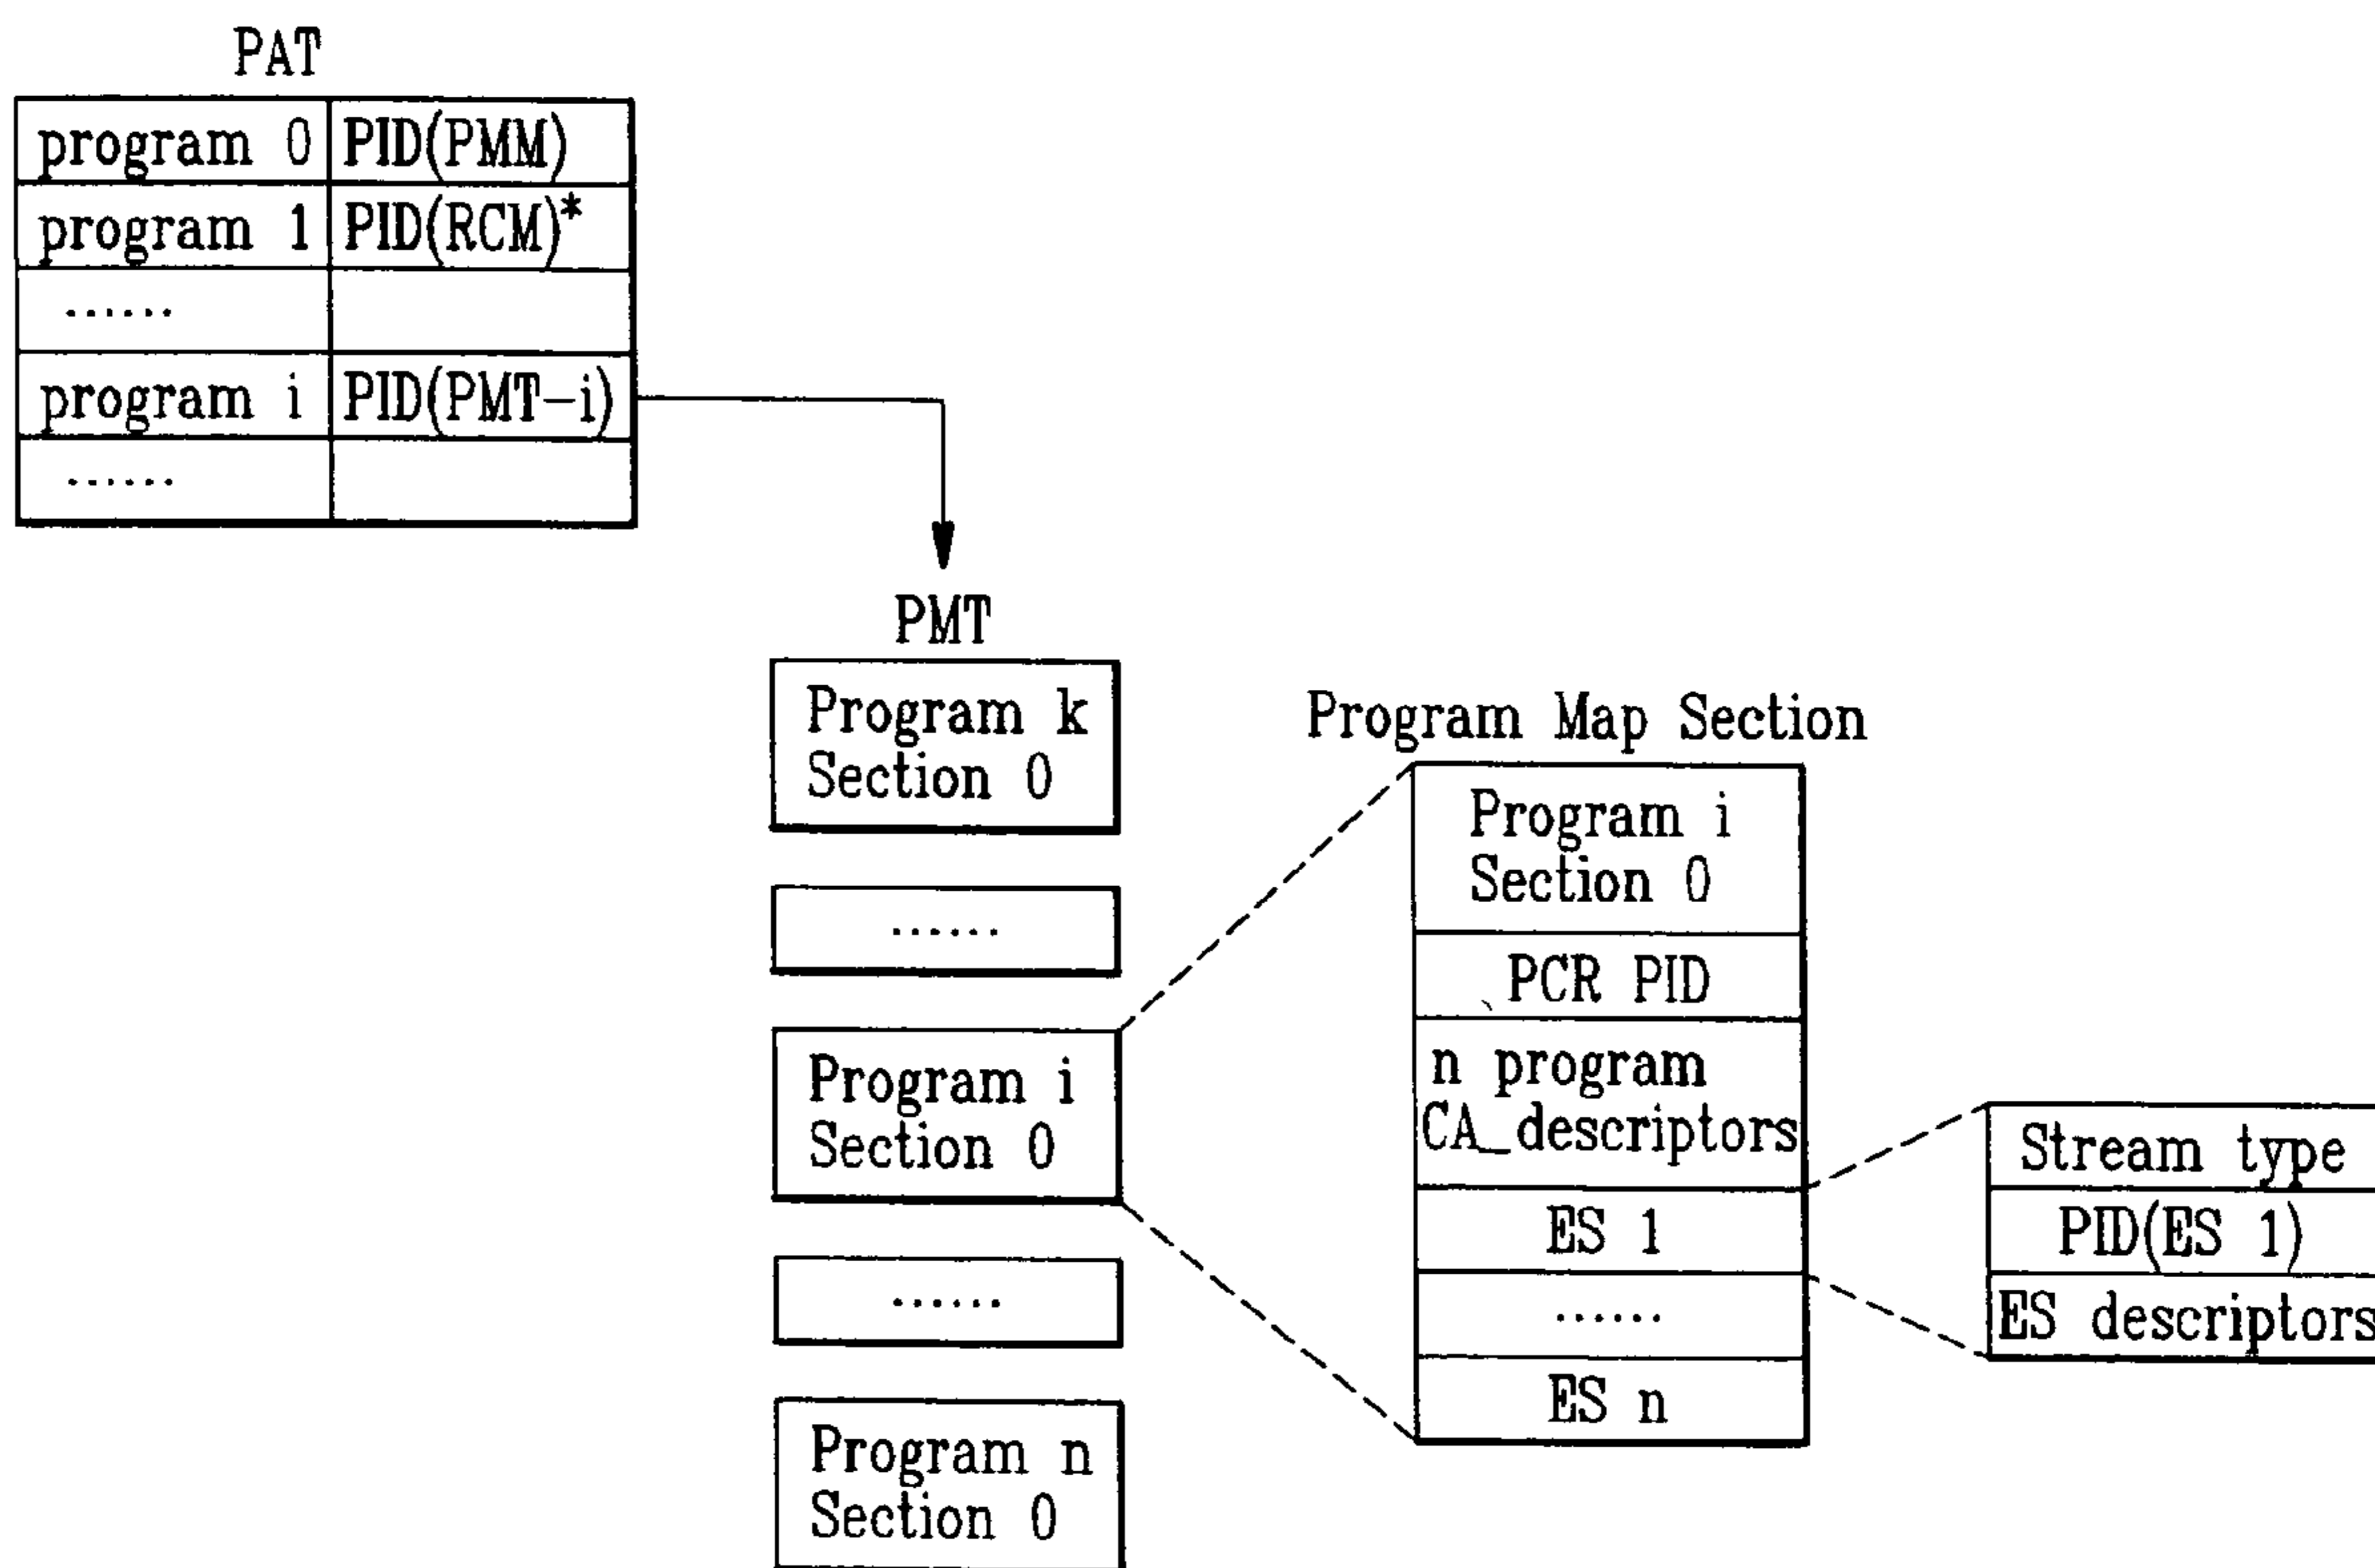 PAT
program 0 PID(PMM)
program 1 PID(RCM)*
......
program i PID(PMT-i)
......
PMT
Program k
Section 0
......
Program i
Section 0
......
Program n
Section 0
Program Map Section
Program i
Section 0
PCR PID
n program
CA_descriptors
ES 1
......
ES n
Stream type
PID(ES 1)
ES descriptors